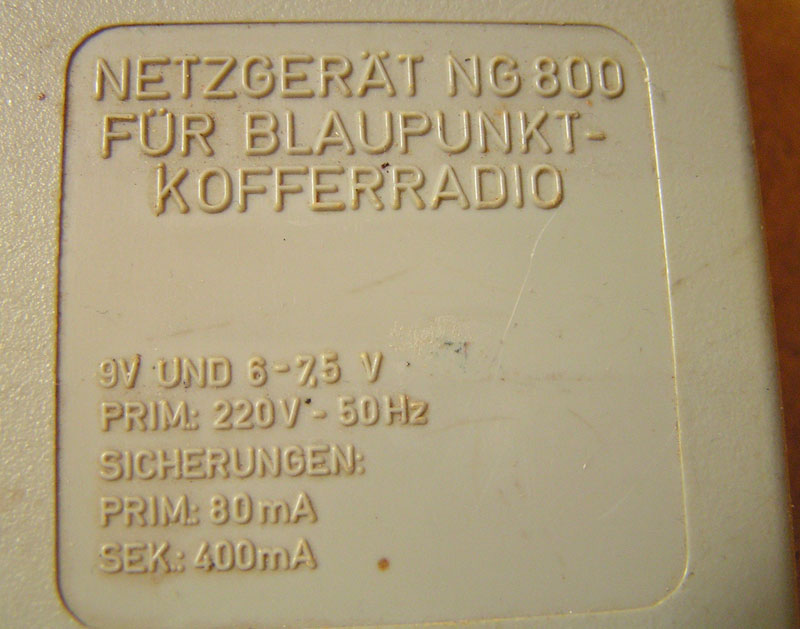 NETZGERÄT NG 800
FÜR BLAUPUNKT-
KOFFERRADIO
9V UND 6-7,5 V
PRIM.: 220V~ 50Hz
SICHERUNGEN:
PRIM.: 80mA
SEK.: 400mA